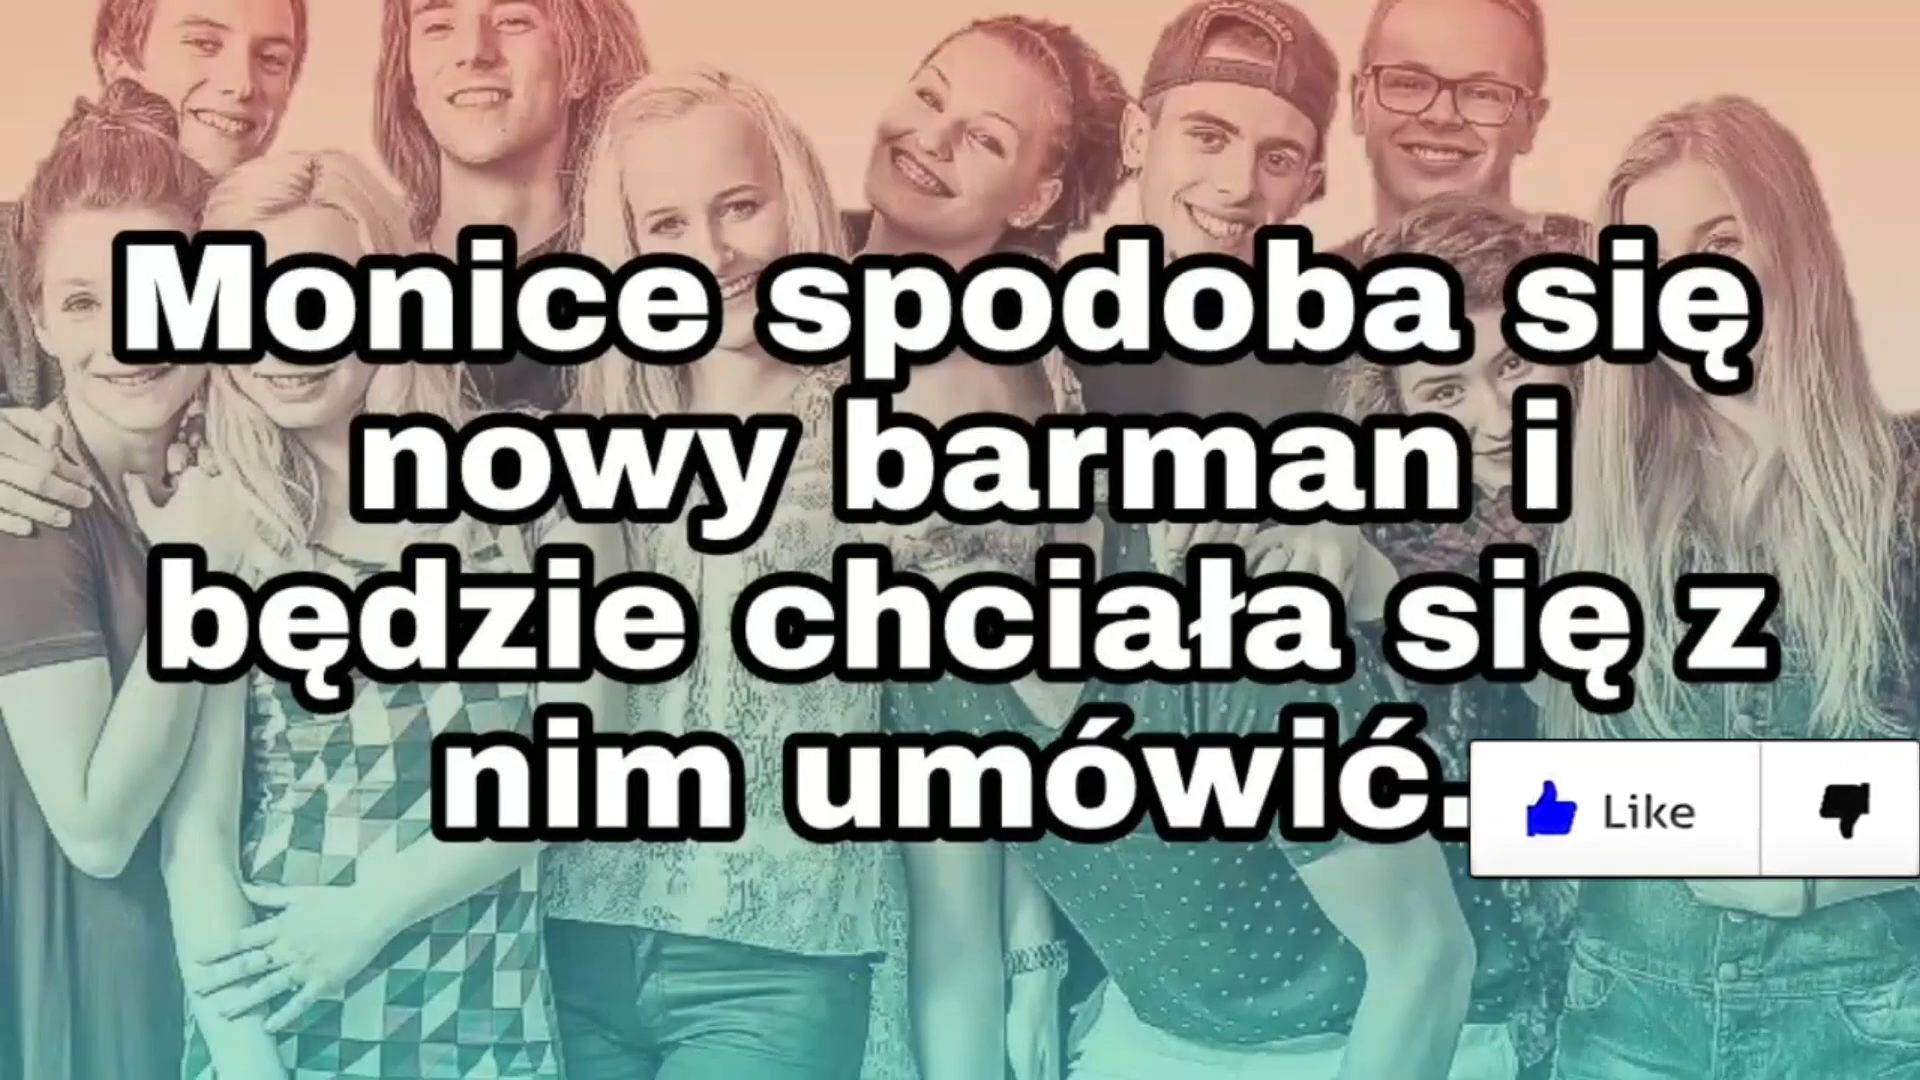 Monice spodoba się
nowy barman i
będzie chciała się z
nim umówić.
Like